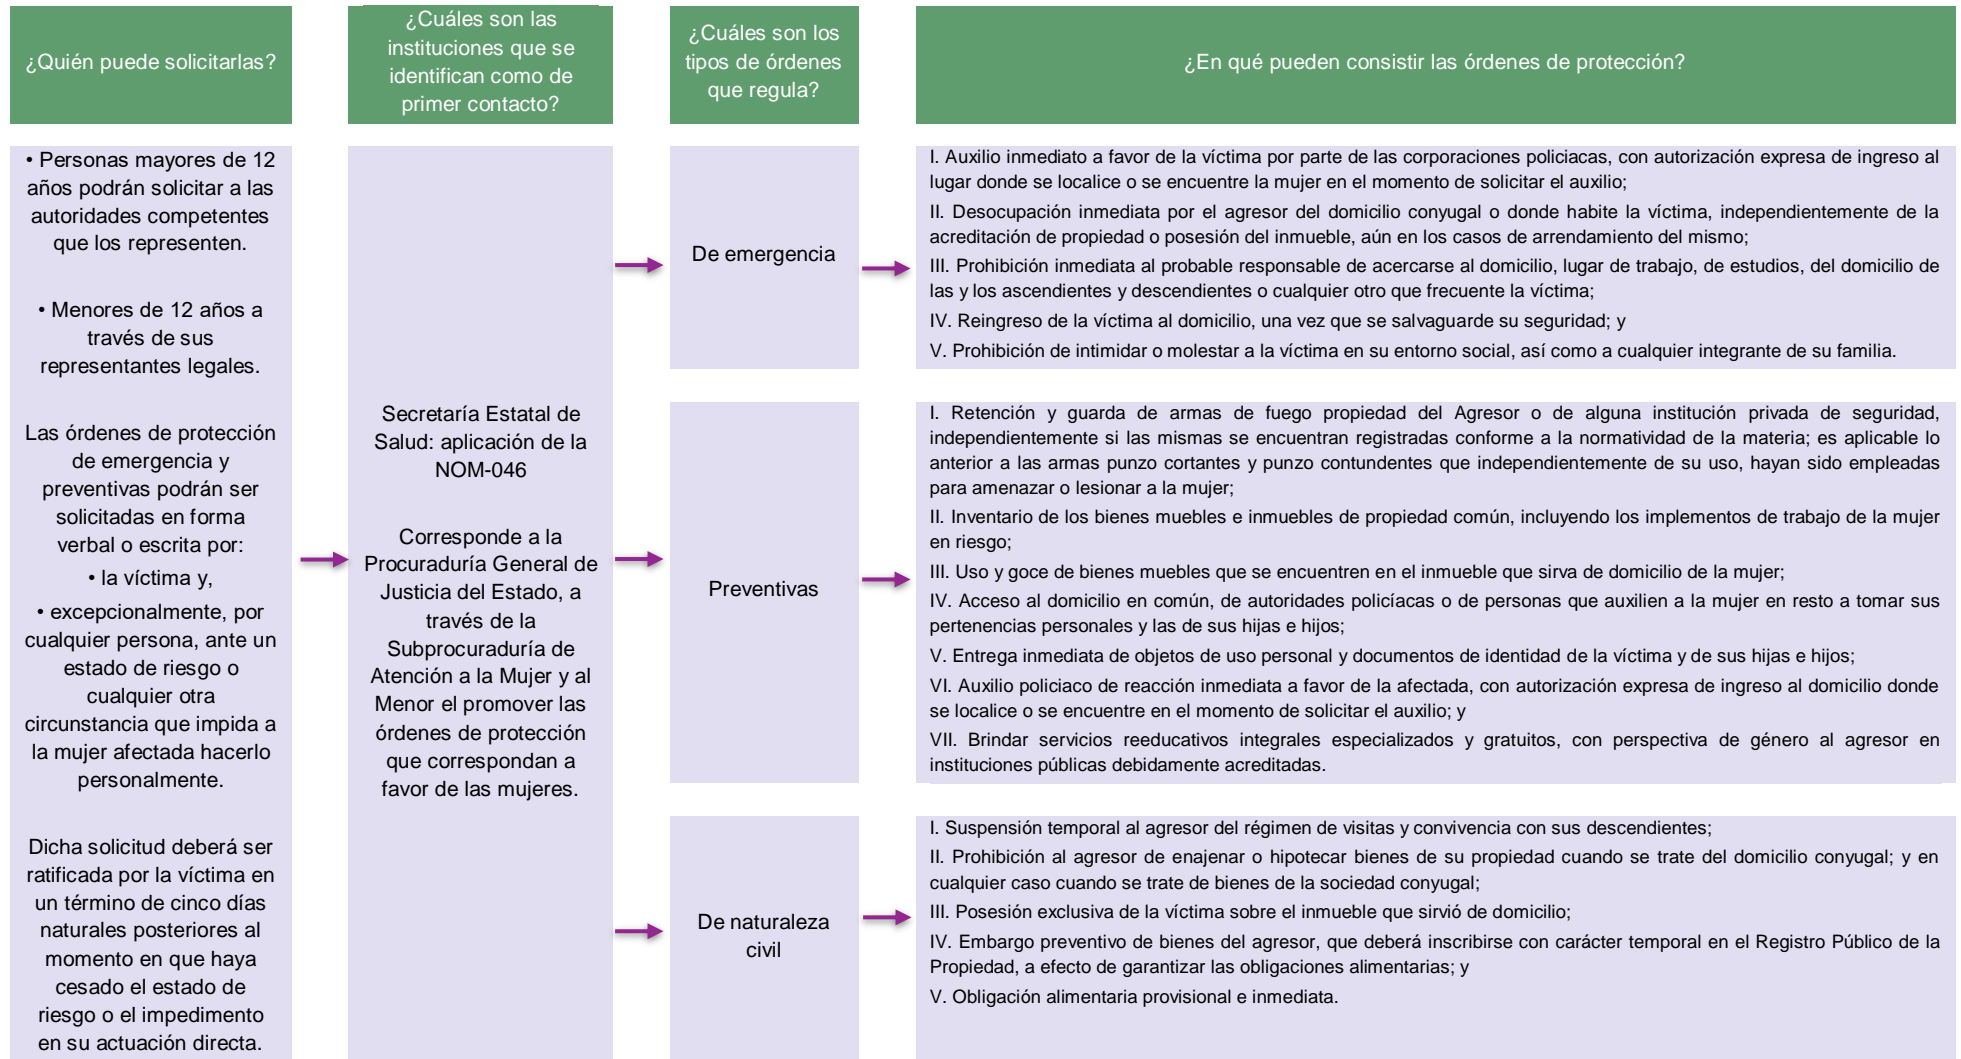 ¿Quién puede solicitarlas?
¿Cuáles son las
instituciones que se
identifican como de
primer contacto?
¿Cuáles son los
tipos de órdenes
que regula?
¿En qué pueden consistir las órdenes de protección?
• Personas mayores de 12
años podrán solicitar a las
autoridades competentes
que los representen.
• Menores de 12 años a
través de sus
representantes legales.
Las órdenes de protección
de emergencia y
preventivas podrán ser
solicitadas en forma
verbal o escrita por:
• la víctima y,
• excepcionalmente, por
cualquier persona, ante un
estado de riesgo o
cualquier otra
circunstancia que impida a
la mujer afectada hacerlo
personalmente.
Dicha solicitud deberá ser
ratificada por la víctima en
un término de cinco días
naturales posteriores al
momento en que haya
cesado el estado de
riesgo o el impedimento
en su actuación directa.
Secretaría Estatal de
Salud: aplicación de la
NOM-046
Corresponde a la
Procuraduría General de
Justicia del Estado, a
través de la
Subprocuraduría de
Atención a la Mujer y al
Menor el promover las
órdenes de protección
que correspondan a
favor de las mujeres.
De emergencia
I. Auxilio inmediato a favor de la víctima por parte de las corporaciones policiacas, con autorización expresa de ingreso al
lugar donde se localice o se encuentre la mujer en el momento de solicitar el auxilio;
II. Desocupación inmediata por el agresor del domicilio conyugal o donde habite la víctima, independientemente de la
acreditación de propiedad o posesión del inmueble, aún en los casos de arrendamiento del mismo;
III. Prohibición inmediata al probable responsable de acercarse al domicilio, lugar de trabajo, de estudios, del domicilio de
las y los ascendientes y descendientes o cualquier otro que frecuente la víctima;
IV. Reingreso de la víctima al domicilio, una vez que se salvaguarde su seguridad; y
V. Prohibición de intimidar o molestar a la víctima en su entorno social, así como a cualquier integrante de su familia.
Preventivas
I. Retención y guarda de armas de fuego propiedad del Agresor o de alguna institución privada de seguridad,
independientemente si las mismas se encuentran registradas conforme a la normatividad de la materia; es aplicable lo
anterior a las armas punzo cortantes y punzo contundentes que independientemente de su uso, hayan sido empleadas
para amenazar o lesionar a la mujer;
II. Inventario de los bienes muebles e inmuebles de propiedad común, incluyendo los implementos de trabajo de la mujer
en riesgo;
III. Uso y goce de bienes muebles que se encuentren en el inmueble que sirva de domicilio de la mujer;
IV. Acceso al domicilio en común, de autoridades policíacas o de personas que auxilien a la mujer en resto a tomar sus
pertenencias personales y las de sus hijas e hijos;
V. Entrega inmediata de objetos de uso personal y documentos de identidad de la víctima y de sus hijas e hijos;
VI. Auxilio policiaco de reacción inmediata a favor de la afectada, con autorización expresa de ingreso al domicilio donde
se localice o se encuentre en el momento de solicitar el auxilio; y
VII. Brindar servicios reeducativos integrales especializados y gratuitos, con perspectiva de género al agresor en
instituciones públicas debidamente acreditadas.
De naturaleza
civil
I. Suspensión temporal al agresor del régimen de visitas y convivencia con sus descendientes;
II. Prohibición al agresor de enajenar o hipotecar bienes de su propiedad cuando se trate del domicilio conyugal; y en
cualquier caso cuando se trate de bienes de la sociedad conyugal;
III. Posesión exclusiva de la víctima sobre el inmueble que sirvió de domicilio;
IV. Embargo preventivo de bienes del agresor, que deberá inscribirse con carácter temporal en el Registro Público de la
Propiedad, a efecto de garantizar las obligaciones alimentarias; y
V. Obligación alimentaria provisional e inmediata.